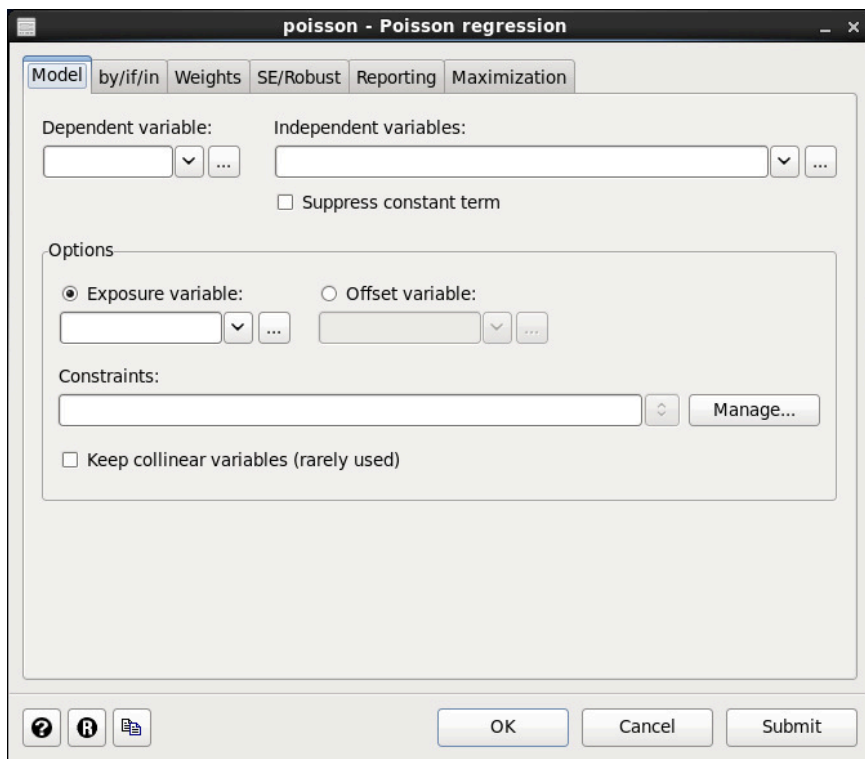 poisson - Poisson regression
Model by/if/in Weights SE/Robust Reporting Maximization
Dependent variable: Independent variables:
... ...
Suppress constant term
Options
Exposure variable: Offset variable:
... ...
Constraints:
Manage...
Keep collinear variables (rarely used)
? R OK Cancel Submit